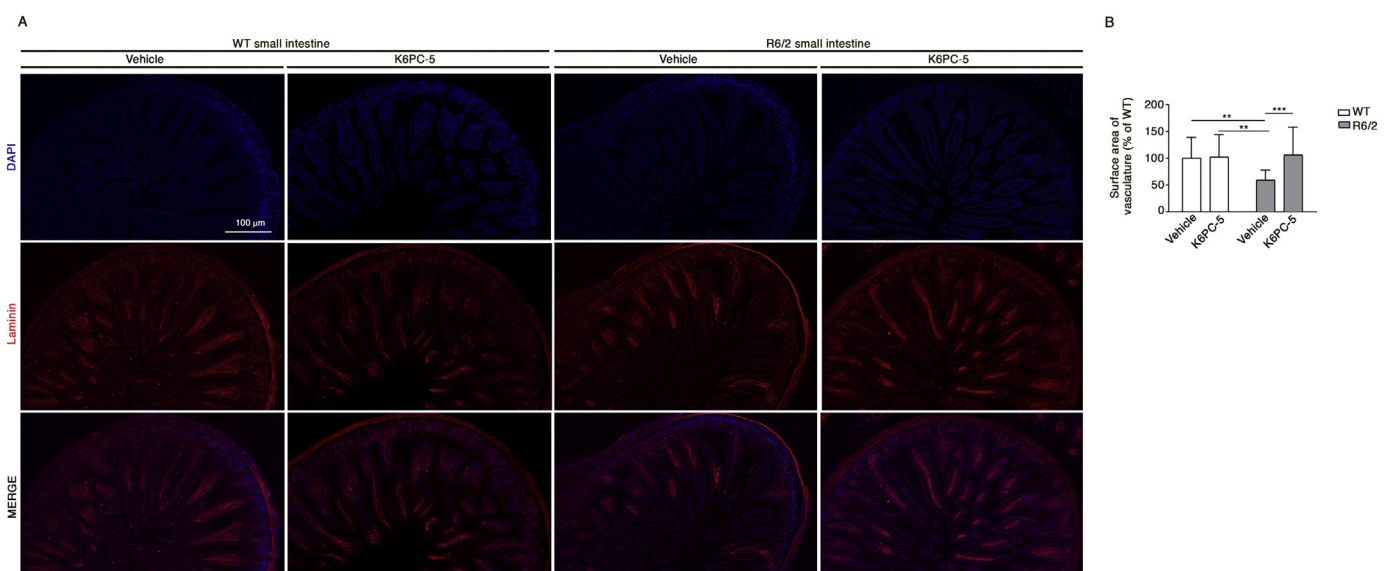 A
WT small intestine
R6/2 small intestine
Vehicle
K6PC-5
Vehicle
K6PC-5
DAPI
100 µm
Laminin
MERGE
B
Surface area of
vasculature (% of WT)
200
150
100
50
0
**
***
**
WT
R6/2
Vehicle
K6PC-5
Vehicle
K6PC-5